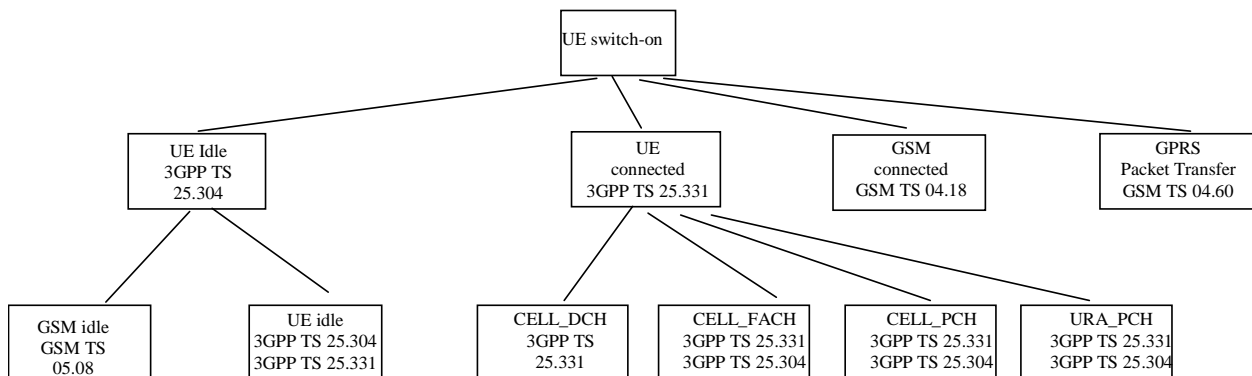 UE switch-on
UE Idle
3GPP TS
25.304
UE
connected
3GPP TS 25.331
GSM
connected
GSM TS 04.18
GPRS
Packet Transfer
GSM TS 04.60
GSM idle
GSM TS
05.08
UE idle
3GPP TS 25.304
3GPP TS 25.331
CELL_DCH
3GPP TS
25.331
CELL_FACH
3GPP TS 25.331
3GPP TS 25.304
CELL_PCH
3GPP TS 25.331
3GPP TS 25.304
URA_PCH
3GPP TS 25.331
3GPP TS 25.304